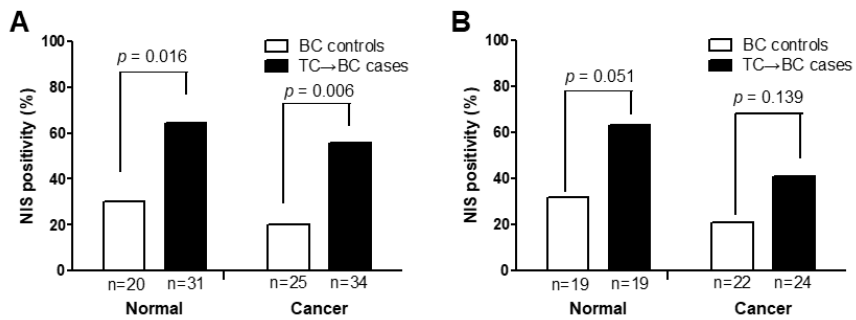 A
NIS positivity (%)
100
80
60
40
20
0
BC controls
TC→BC cases
p = 0.016
p = 0.006
n=20 n=31 n=25 n=34
Normal Cancer
B
NIS positivity (%)
100
80
60
40
20
0
BC controls
TC→BC cases
p = 0.051
p = 0.139
n=19 n=19 n=22 n=24
Normal Cancer